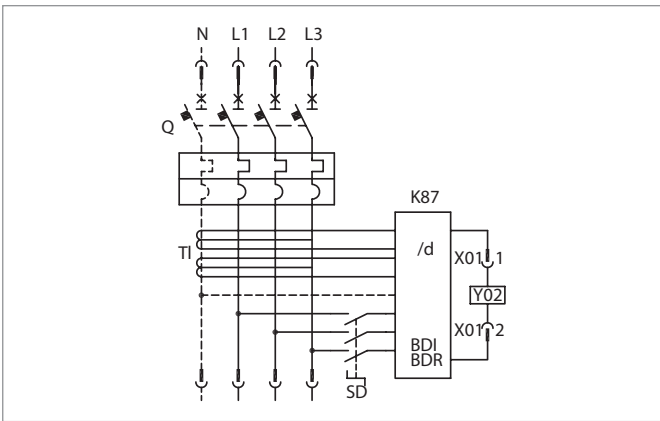 N L1 L2 L3
Q
K87
TI
/d
X01 1
Y02
X01 2
BDI
BDR
SD